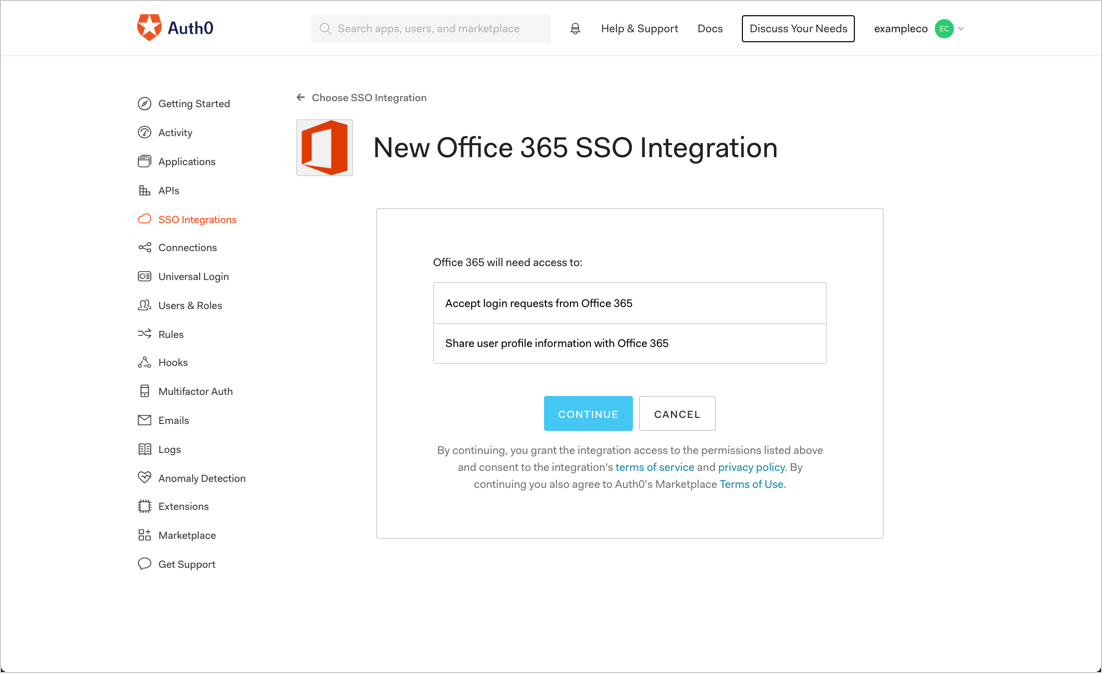 Auth0
Search apps, users, and marketplace
Help & Support
Docs
Discuss Your Needs
exampleco
EC
Getting Started
Activity
Applications
APIs
SSO Integrations
Connections
Universal Login
Users & Roles
Rules
Hooks
Multifactor Auth
Emails
Logs
Anomaly Detection
Extensions
Marketplace
Get Support
Choose SSO Integration
New Office 365 SSO Integration
Office 365 will need access to:
Accept login requests from Office 365
Share user profile information with Office 365
CONTINUE
CANCEL
By continuing, you grant the integration access to the permissions listed above
and consent to the integration's terms of service and privacy policy. By
continuing you also agree to Auth0's Marketplace Terms of Use.